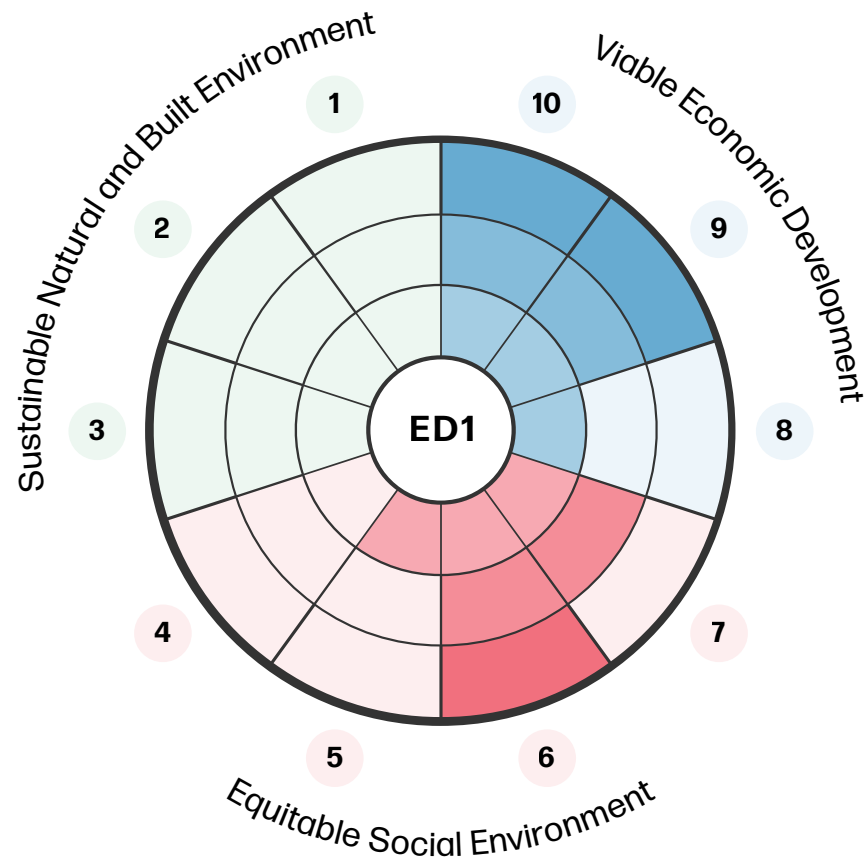 Sustainable Natural and Built Environment
Viable Economic Development
1
10
2
9
3
ED1
8
4
7
5
6
Equitable Social Environment